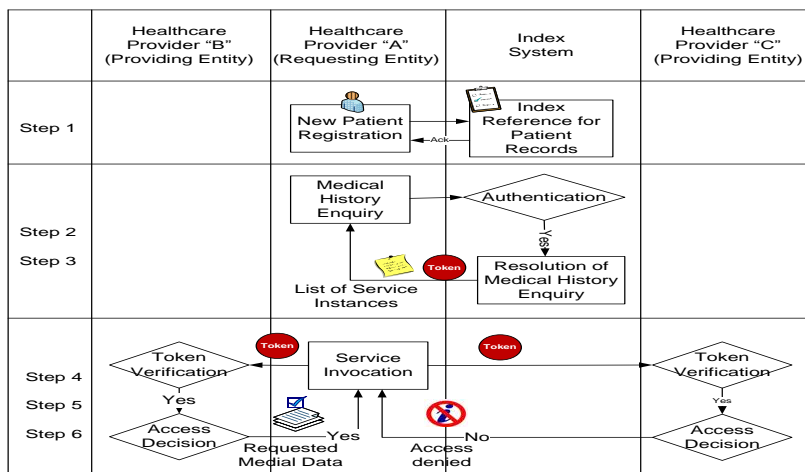 Healthcare
Provider "B"
(Providing Entity)
Healthcare
Provider "A"
(Requesting Entity)
Index
System
Healthcare
Provider "C"
(Providing Entity)
Step 1
New Patient
Registration
Ack
Index
Reference for
Patient
Records
Step 2
Step 3
Medical
History
Enquiry
Authentication
Yes
Token
List of Service
Instances
Resolution of
Medical History
Enquiry
Step 4
Step 5
Step 6
Token
Verification
Yes
Access
Decision
Token
Service
Invocation
Token
Requested
Medial Data
Yes
Access
denied
No
Token
Verification
Yes
Access
Decision